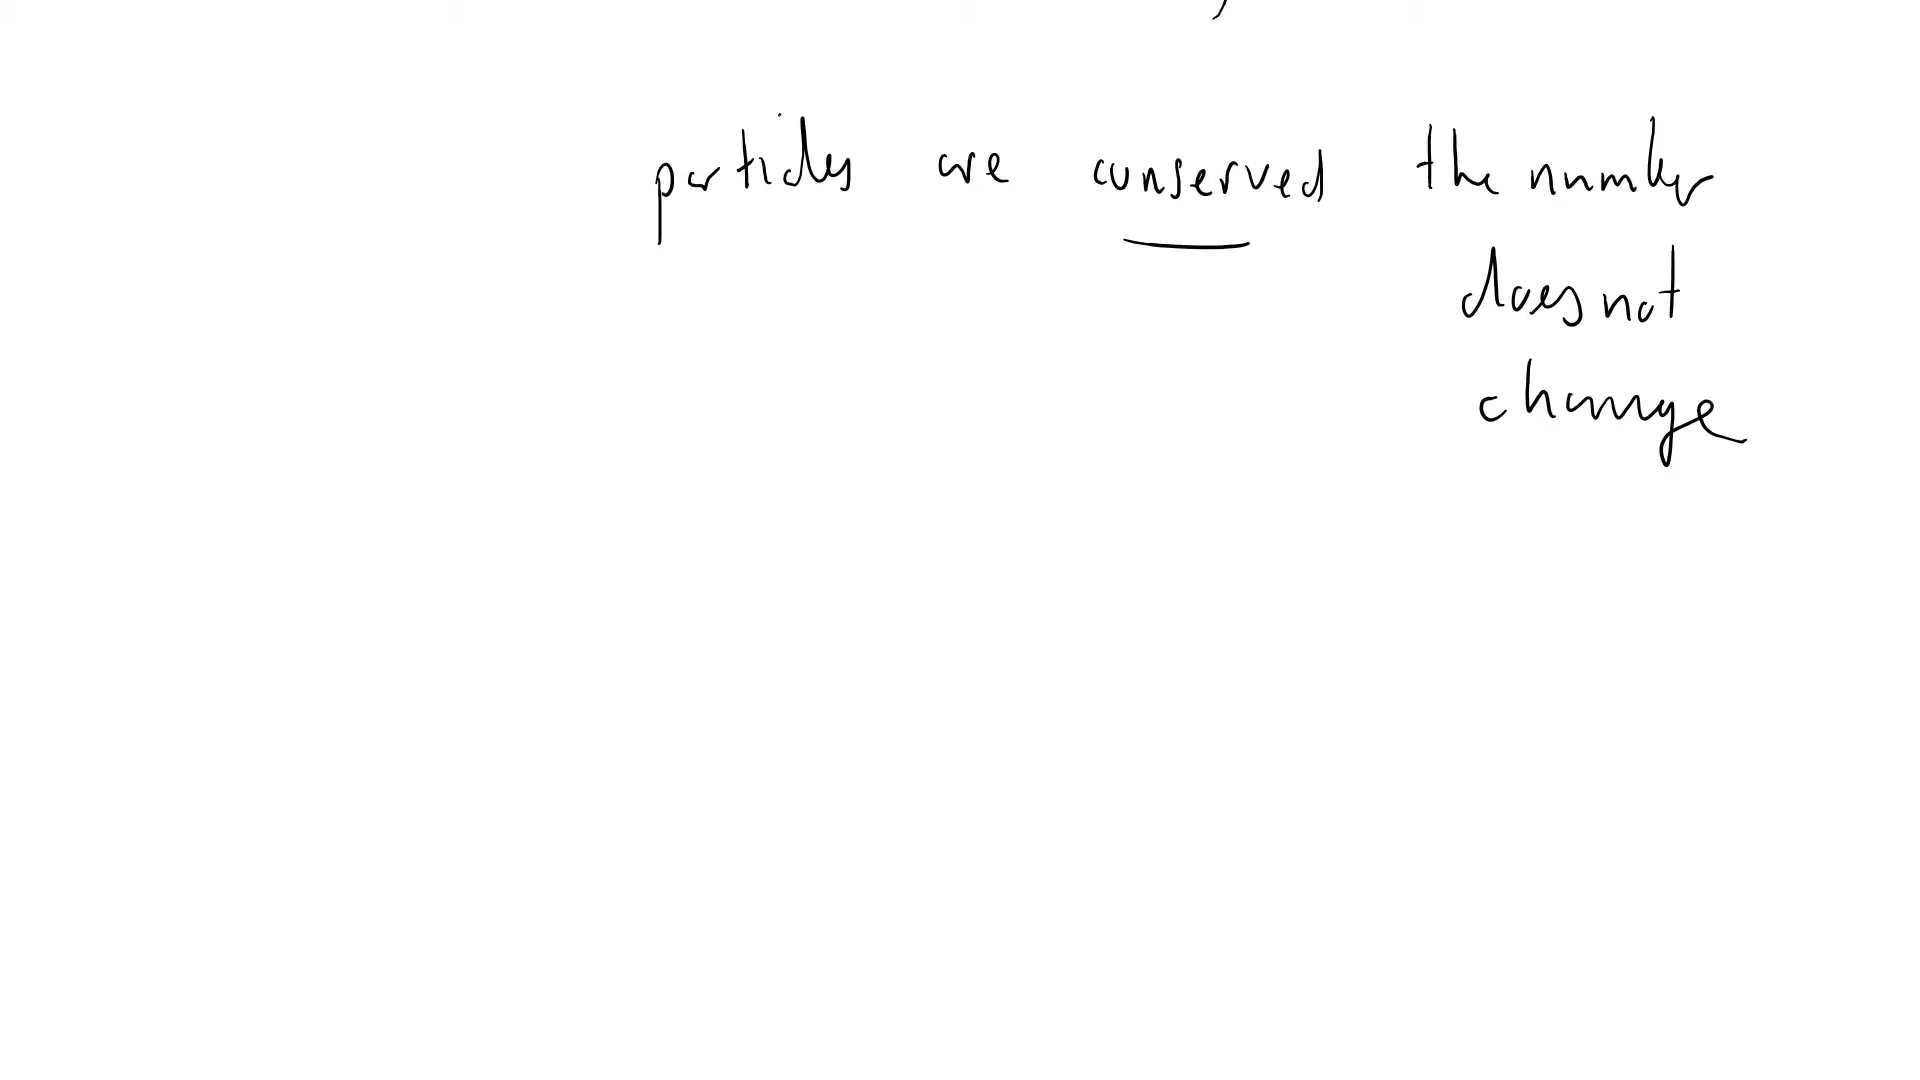 particles are conserved the number
does not
change